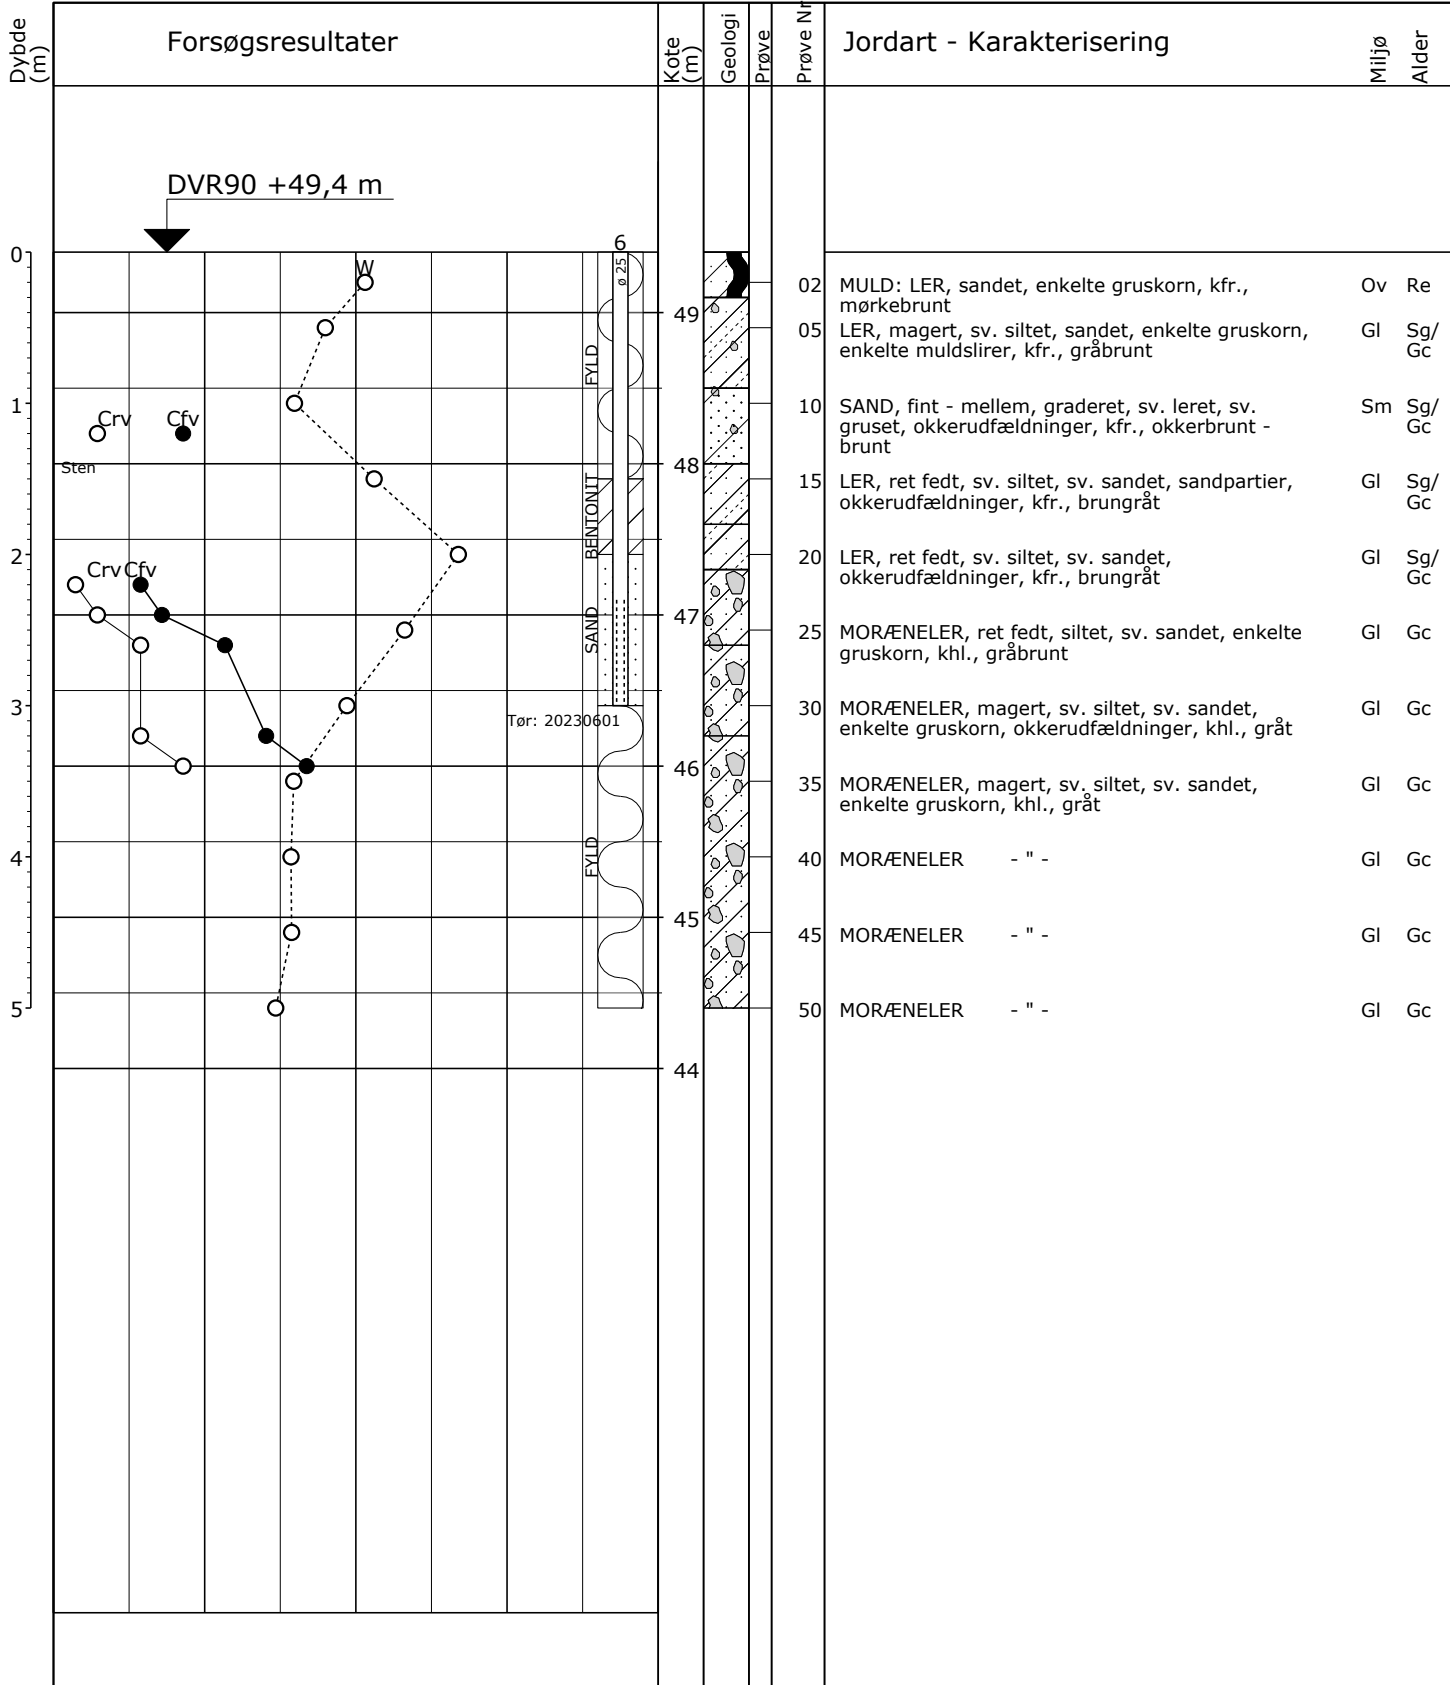 Dybde
(m)
Forsøgsresultater
Kote
(m)
Geologi
Prøve
Prøve Nr
Jordart - Karakterisering
Miljø
Alder
DVR90 +49,4 m
0
1
2
3
4
5
6
ø 25
W
FYLD
BENTONIT
SAND
FYLD
Crv
Cfv
Sten
Crv
Cfv
Tør: 20230601
49
48
47
46
45
44
02 MULD: LER, sandet, enkelte gruskorn, kfr., Ov Re
mørkebrunt
05 LER, magert, sv. siltet, sandet, enkelte gruskorn, Gl Sg/
enkelte muldslirer, kfr., gråbrunt Gc
10 SAND, fint - mellem, graderet, sv. leret, sv. Sm Sg/
gruset, okkerudfældninger, kfr., okkerbrunt - Gc
brunt
15 LER, ret fedt, sv. siltet, sv. sandet, sandpartier, Gl Sg/
okkerudfældninger, kfr., brungråt Gc
20 LER, ret fedt, sv. siltet, sv. sandet, Gl Sg/
okkerudfældninger, kfr., brungråt Gc
25 MORÆNELER, ret fedt, siltet, sv. sandet, enkelte Gl Gc
gruskorn, khl., gråbrunt
30 MORÆNELER, magert, sv. siltet, sv. sandet, Gl Gc
enkelte gruskorn, okkerudfældninger, khl., gråt
35 MORÆNELER, magert, sv. siltet, sv. sandet, Gl Gc
enkelte gruskorn, khl., gråt
40 MORÆNELER - " - Gl Gc
45 MORÆNELER - " - Gl Gc
50 MORÆNELER - " - Gl Gc